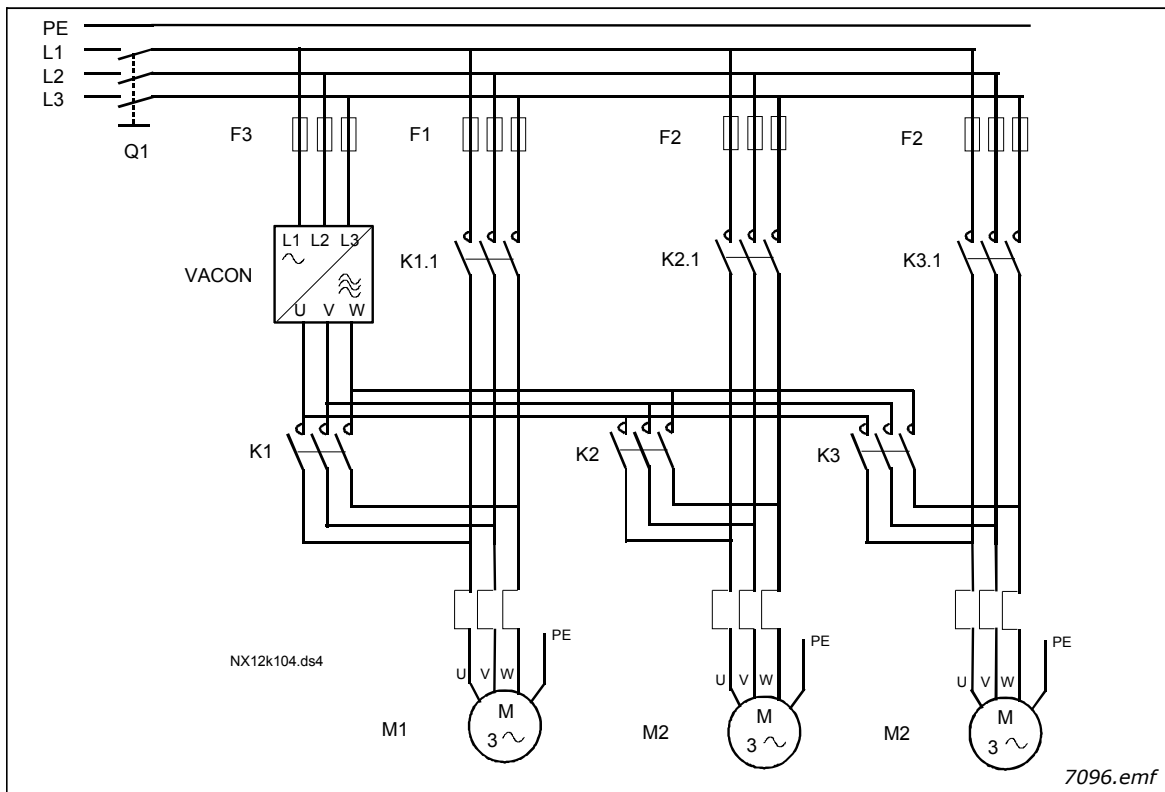 PE
L1
L2
L3
Q1
F3
F1
F2
F2
L1 L2 L3
VACON
U V W
K1.1
K2.1
K3.1
K1
K2
K3
PE
PE
PE
NX12k104.ds4
U V W
U V W
U V W
M
3
M
3
M
3
M1
M2
M2
7096.emf